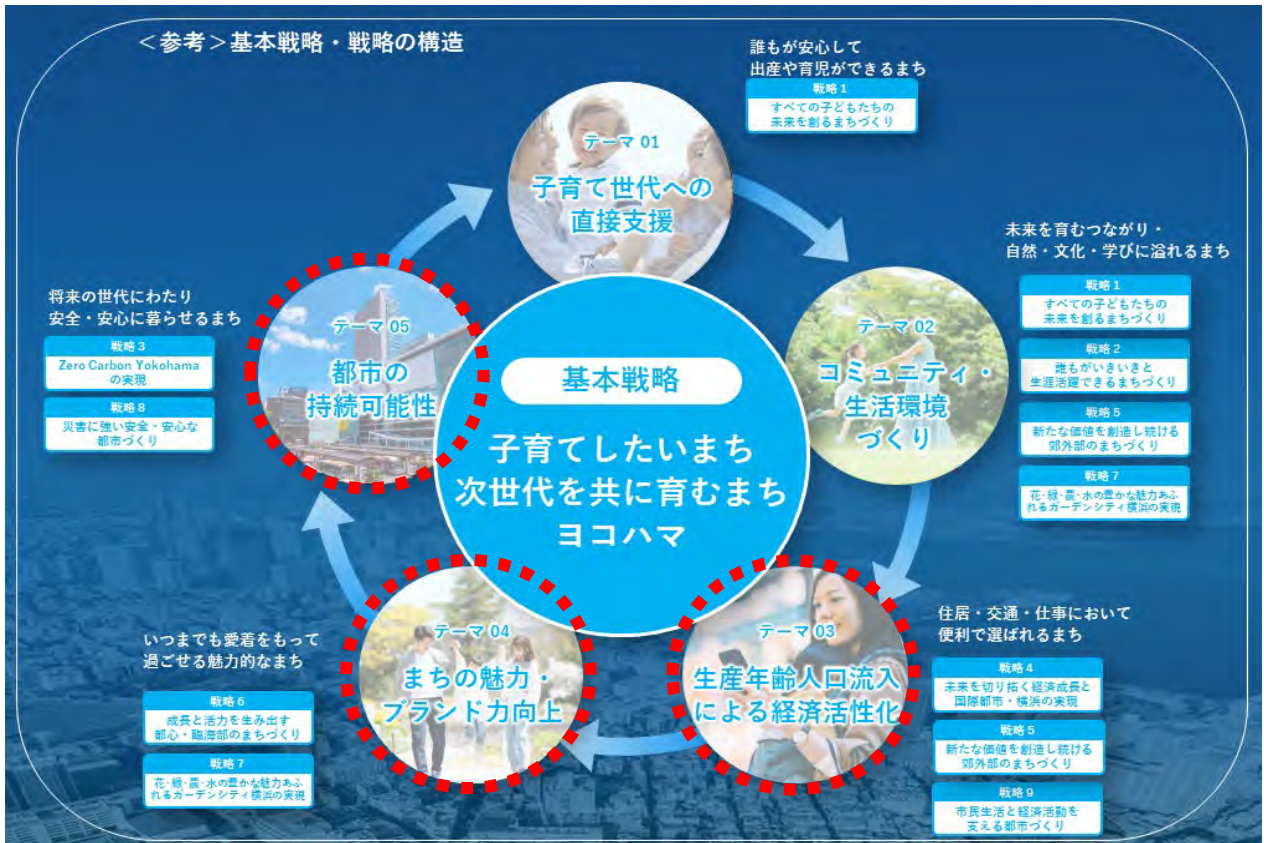 ＜参考＞基本戦略・戦略の構造
誰もが安心して
出産や育児ができるまち
戦略１
すべての子どもたちの
未来を創るまちづくり
テーマ 01
子育て世代への
直接支援
未来を育むつながり・
自然・文化・学びに溢れるまち
戦略１
すべての子どもたちの
未来を創るまちづくり
戦略２
誰もがいきいきと
生涯活躍できるまちづくり
戦略５
新たな価値を創造し続ける
郊外部のまちづくり
戦略７
花・緑・農・水の豊かな魅力あふ
れるガーデンシティ横浜の実現
テーマ 02
コミュニティ・
生活環境
づくり
将来の世代にわたり
安全・安心に暮らせるまち
戦略３
Zero Carbon Yokohama
の実現
戦略８
災害に強い安全・安心な
都市づくり
テーマ 05
都市の
持続可能性
基本戦略
子育てしたいまち
次世代を共に育むまち
ヨコハマ
テーマ 03
生産年齢人口流入
による経済活性化
住居・交通・仕事において
便利で選ばれるまち
戦略４
未来を切り拓く経済成長と
国際都市・横浜の実現
戦略５
新たな価値を創造し続ける
郊外部のまちづくり
戦略９
市民生活と経済活動を
支える都市づくり
テーマ 04
まちの魅力・
ブランド力向上
いつまでも愛着をもって
過ごせる魅力的なまち
戦略６
成長と活力を生み出す
都心・臨海部のまちづくり
戦略７
花・緑・農・水の豊かな魅力あふ
れるガーデンシティ横浜の実現